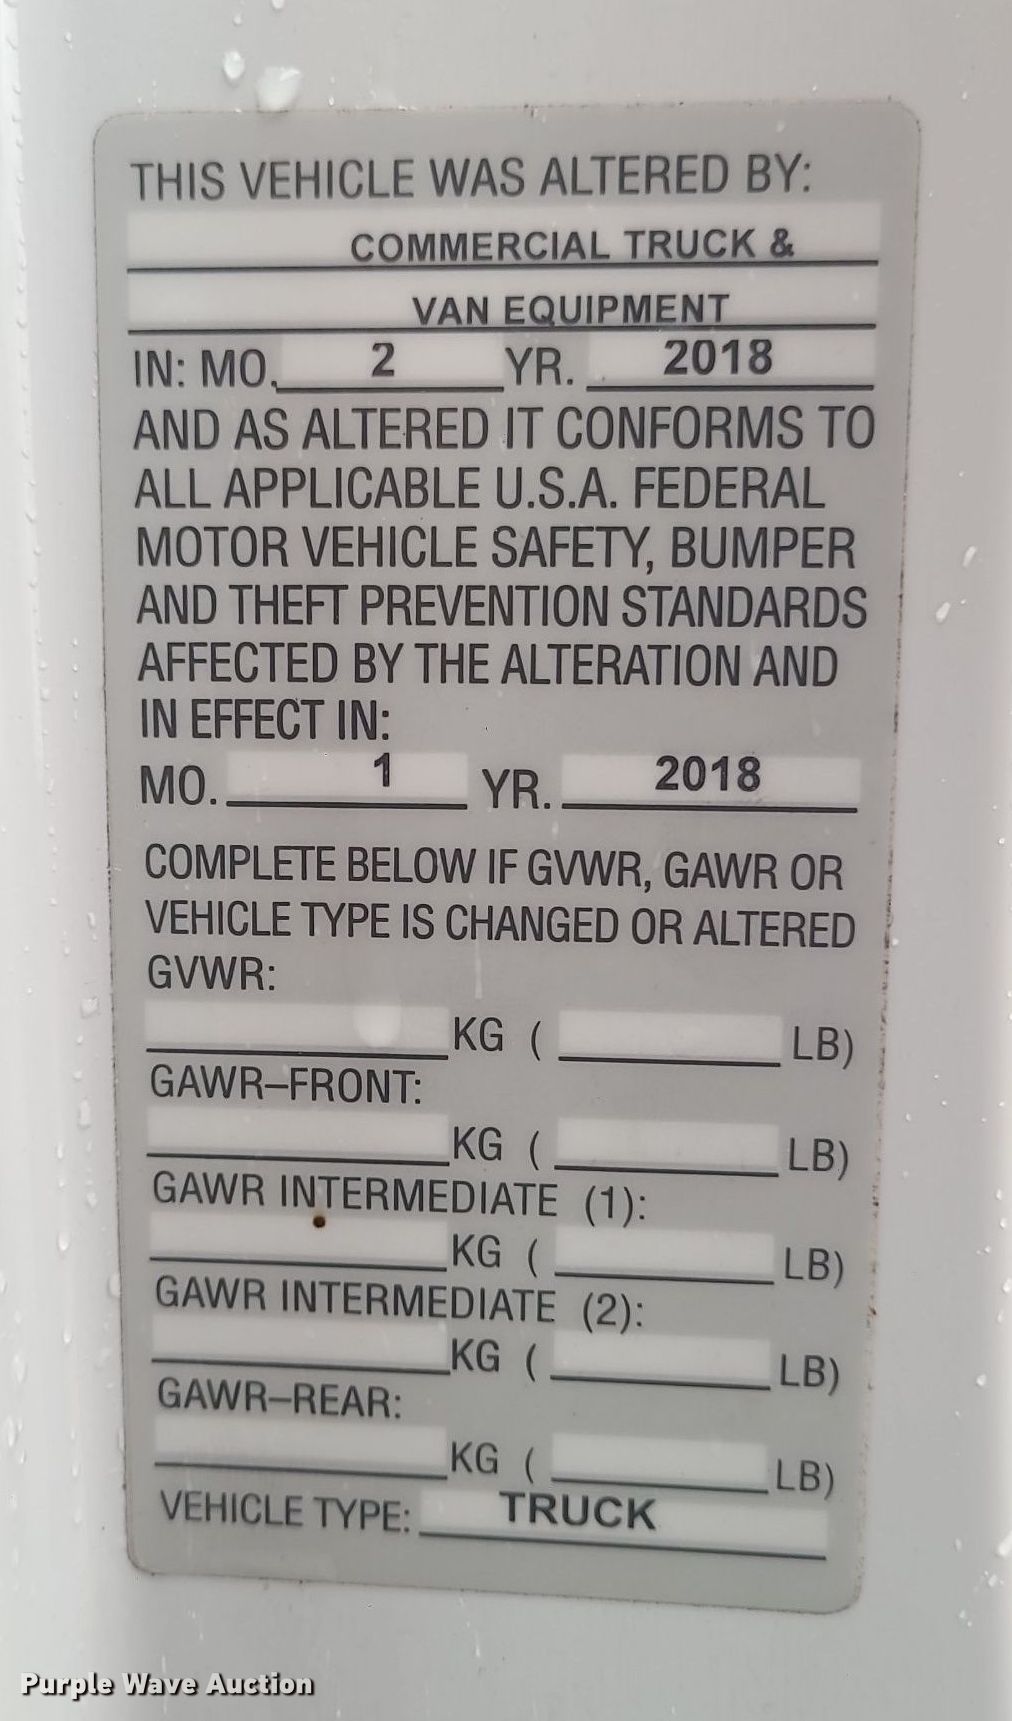 THIS VEHICLE WAS ALTERED BY:
COMMERCIAL TRUCK &
VAN EQUIPMENT
IN: MO. 2 YR. 2018
AND AS ALTERED IT CONFORMS TO
ALL APPLICABLE U.S.A. FEDERAL
MOTOR VEHICLE SAFETY, BUMPER
AND THEFT PREVENTION STANDARDS
AFFECTED BY THE ALTERATION AND
IN EFFECT IN:
MO. 1 YR. 2018
COMPLETE BELOW IF GVWR, GAWR OR
VEHICLE TYPE IS CHANGED OR ALTERED
GVWR:
KG ( LB)
GAWR–FRONT:
KG ( LB)
GAWR INTERMEDIATE (1):
KG ( LB)
GAWR INTERMEDIATE (2):
KG ( LB)
GAWR–REAR:
KG ( LB)
VEHICLE TYPE: TRUCK
Purple Wave Auction